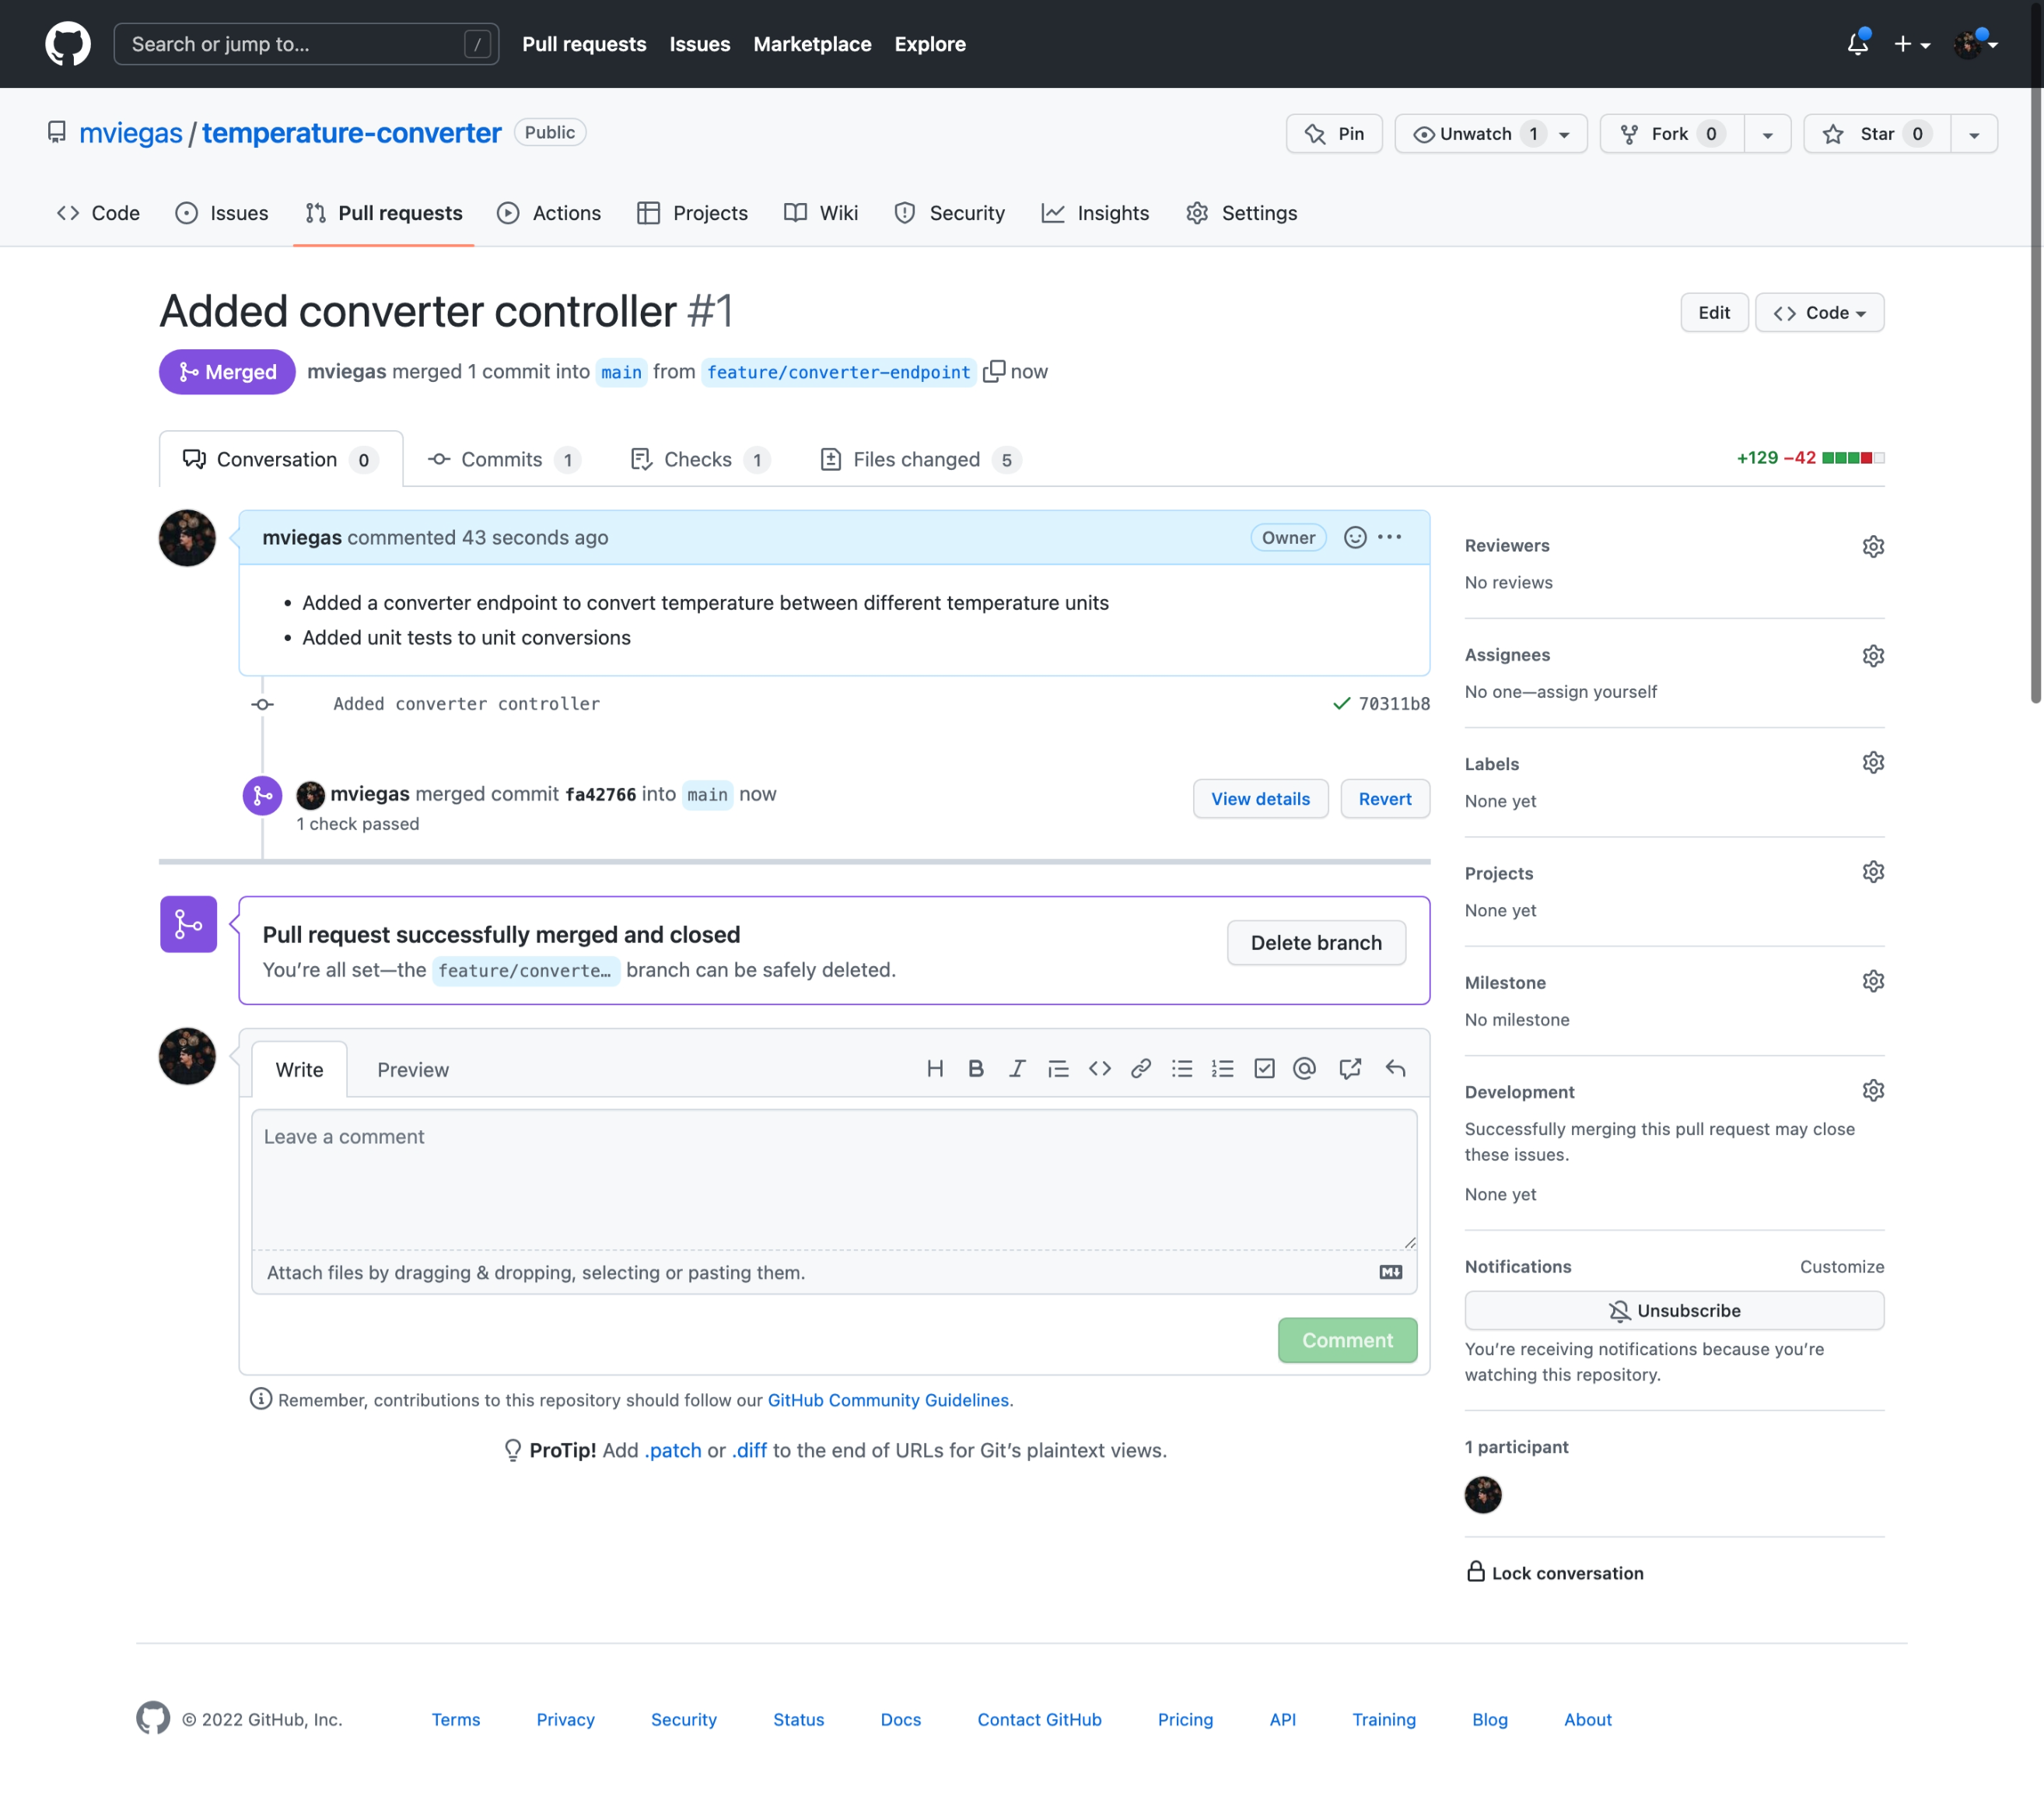 Search or jump to... /
Pull requests Issues Marketplace Explore
mviegas / temperature-converter Public
Pin Unwatch 1 Fork 0 Star 0
Code Issues Pull requests Actions Projects Wiki Security Insights Settings
Added converter controller #1
Edit Code
Merged mviegas merged 1 commit into main from feature/converter-endpoint now
Conversation 0 Commits 1 Checks 1 Files changed 5
+129 −42
mviegas commented 43 seconds ago Owner
• Added a converter endpoint to convert temperature between different temperature units
• Added unit tests to unit conversions
Added converter controller 70311b8
mviegas merged commit fa42766 into main now
1 check passed
View details Revert
Pull request successfully merged and closed
You're all set—the feature/converte… branch can be safely deleted.
Delete branch
Write Preview
Leave a comment
Attach files by dragging & dropping, selecting or pasting them.
Comment
Remember, contributions to this repository should follow our GitHub Community Guidelines.
ProTip! Add .patch or .diff to the end of URLs for Git's plaintext views.
Reviewers
No reviews
Assignees
No one—assign yourself
Labels
None yet
Projects
None yet
Milestone
No milestone
Development
Successfully merging this pull request may close
these issues.
None yet
Notifications Customize
Unsubscribe
You're receiving notifications because you're
watching this repository.
1 participant
Lock conversation
© 2022 GitHub, Inc. Terms Privacy Security Status Docs Contact GitHub Pricing API Training Blog About